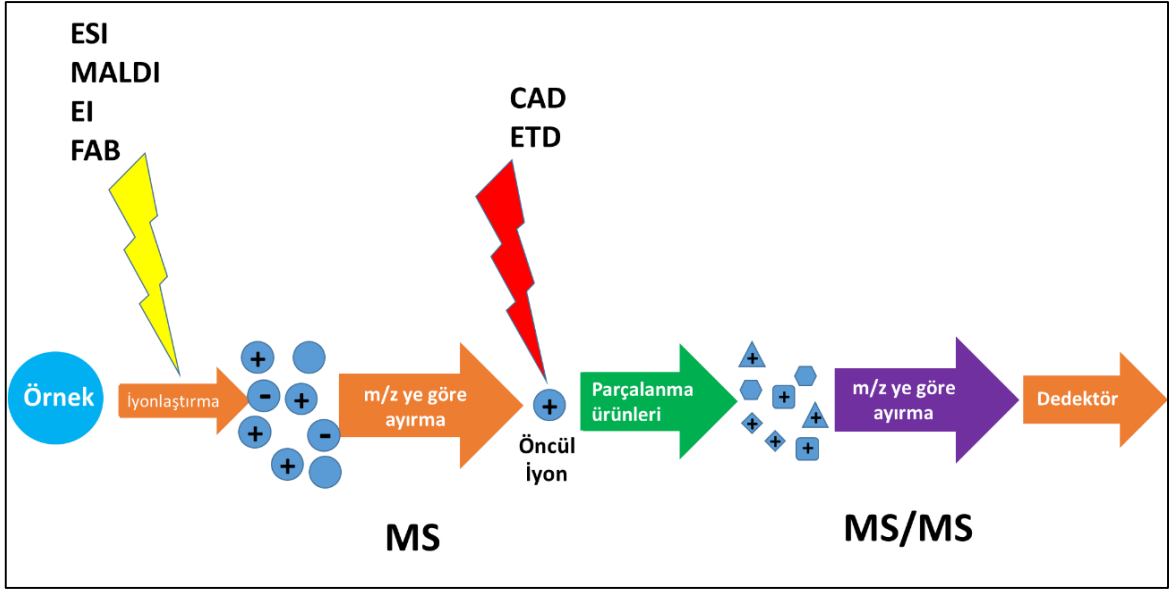 ESI
MALDI
EI
FAB
CAD
ETD
Örnek
İyonlaştırma
+
-
+
+
-
+
m/z ye göre
ayırma
+
Öncül
İyon
Parçalanma
ürünleri
+
+
+
+
+
+
m/z ye göre
ayırma
Dedektör
MS
MS/MS